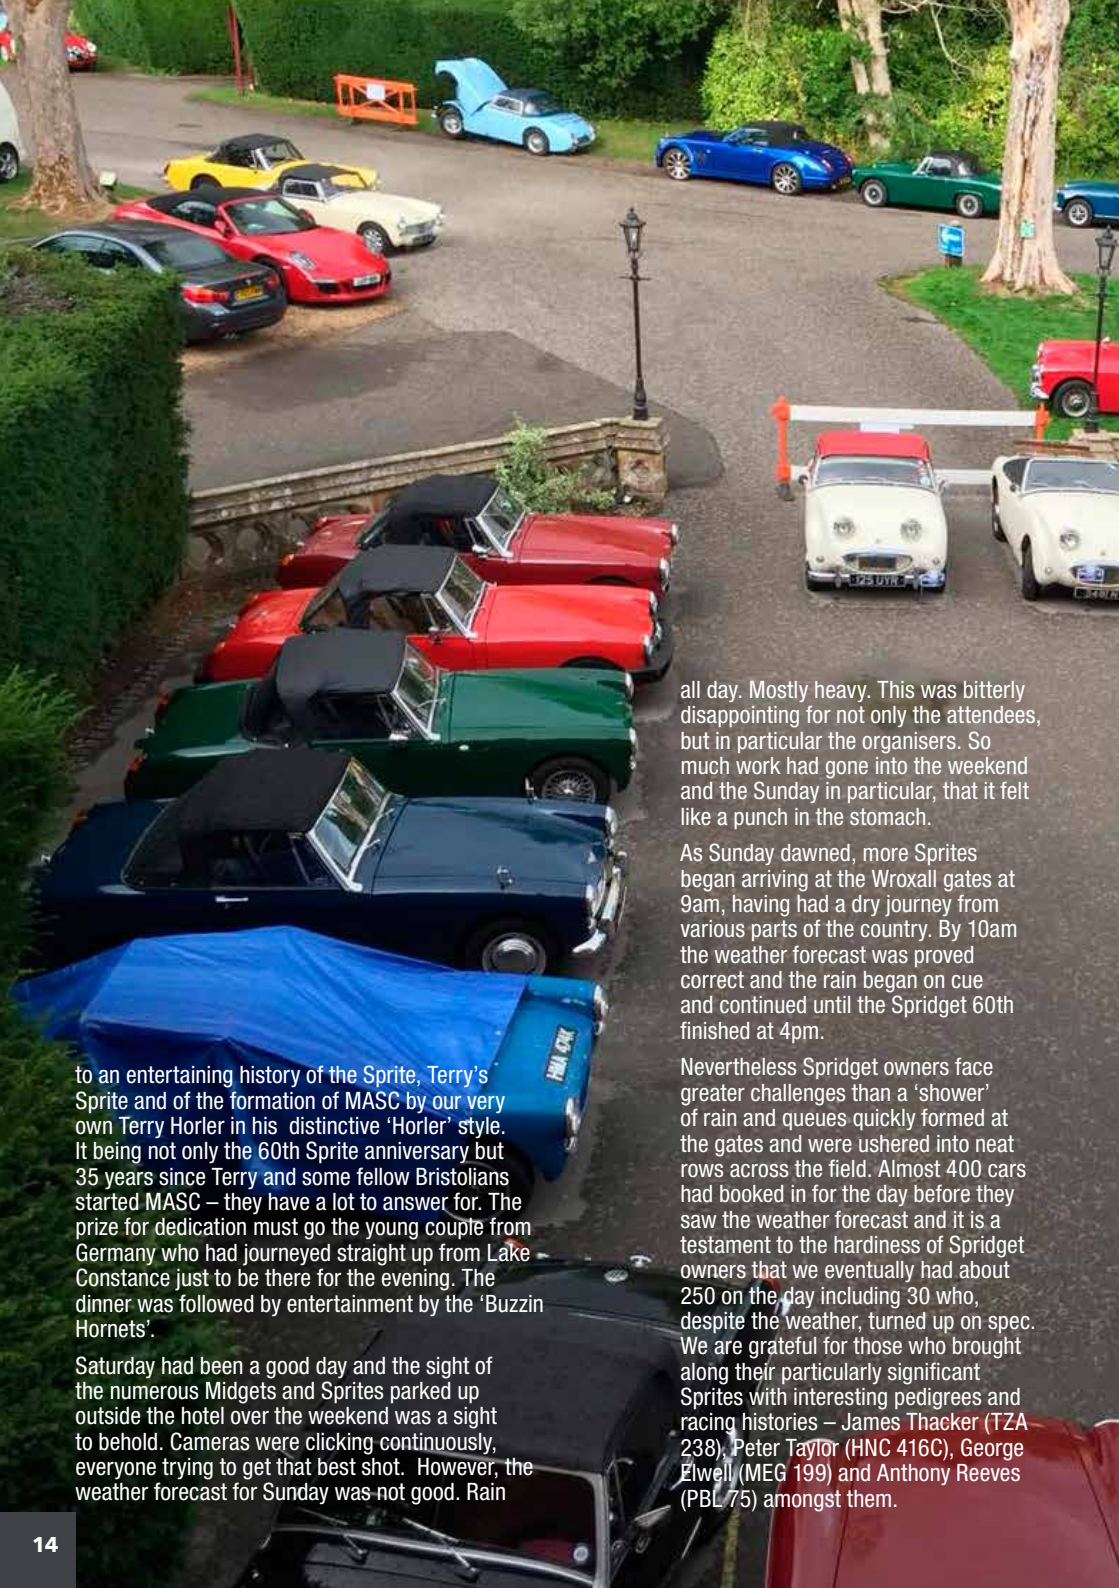 125 UYR
HMA 474K
to an entertaining history of the Sprite, Terry’s
Sprite and of the formation of MASC by our very
own Terry Horler in his  distinctive ‘Horler’ style.
It being not only the 60th Sprite anniversary but
35 years since Terry and some fellow Bristolians
started MASC – they have a lot to answer for. The
prize for dedication must go the young couple from
Germany who had journeyed straight up from Lake
Constance just to be there for the evening. The
dinner was followed by entertainment by the ‘Buzzin
Hornets’.
Saturday had been a good day and the sight of
the numerous Midgets and Sprites parked up
outside the hotel over the weekend was a sight
to behold. Cameras were clicking continuously,
everyone trying to get that best shot.  However, the
weather forecast for Sunday was not good. Rain
all day. Mostly heavy. This was bitterly
disappointing for not only the attendees,
but in particular the organisers. So
much work had gone into the weekend
and the Sunday in particular, that it felt
like a punch in the stomach.
As Sunday dawned, more Sprites
began arriving at the Wroxall gates at
9am, having had a dry journey from
various parts of the country. By 10am
the weather forecast was proved
correct and the rain began on cue
and continued until the Spridget 60th
finished at 4pm.
Nevertheless Spridget owners face
greater challenges than a ‘shower’
of rain and queues quickly formed at
the gates and were ushered into neat
rows across the field. Almost 400 cars
had booked in for the day before they
saw the weather forecast and it is a
testament to the hardiness of Spridget
owners that we eventually had about
250 on the day including 30 who,
despite the weather, turned up on spec.
We are grateful for those who brought
along their particularly significant
Sprites with interesting pedigrees and
racing histories – James Thacker (TZA
238), Peter Taylor (HNC 416C), George
Elwell (MEG 199) and Anthony Reeves
(PBL 75) amongst them.
14